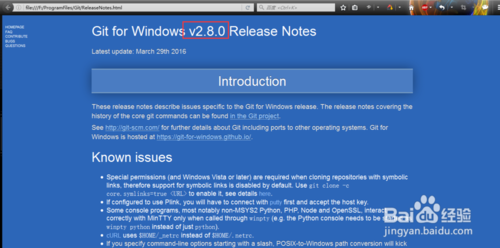 file:///F:/ProgramFiles/Git/ReleaseNotes.html
HOMEPAGE
FAQ
CONTRIBUTE
BUGS
QUESTIONS
Git for Windows v2.8.0 Release Notes
Latest update: March 29th 2016
Introduction
These release notes describe issues specific to the Git for Windows release. The release notes covering the
history of the core git commands can be found in the Git project.
See http://git-scm.com/ for further details about Git including ports to other operating systems. Git for
Windows is hosted at https://git-for-windows.github.io/.
Known issues
• Special permissions (and Windows Vista or later) are required when cloning repositories with symbolic
links, therefore support for symbolic links is disabled by default. Use git clone -c
core.symlinks=true <URL> to enable it, see details here.
• If configured to use Plink, you will have to connect with putty first and accept the host key.
• Some console programs, most notably non-MSYS2 Python, PHP, Node and OpenSSL, interact
correctly with MinTTY only when called through winpty (e.g. the Python console needs to be
winpty python instead of just python).
• cURL uses $HOME/_netrc instead of $HOME/.netrc.
• If you specify command-line options starting with a slash, POSIX-to-Windows path conversion will kick
Baidu 经验
jingyan.baidu.com